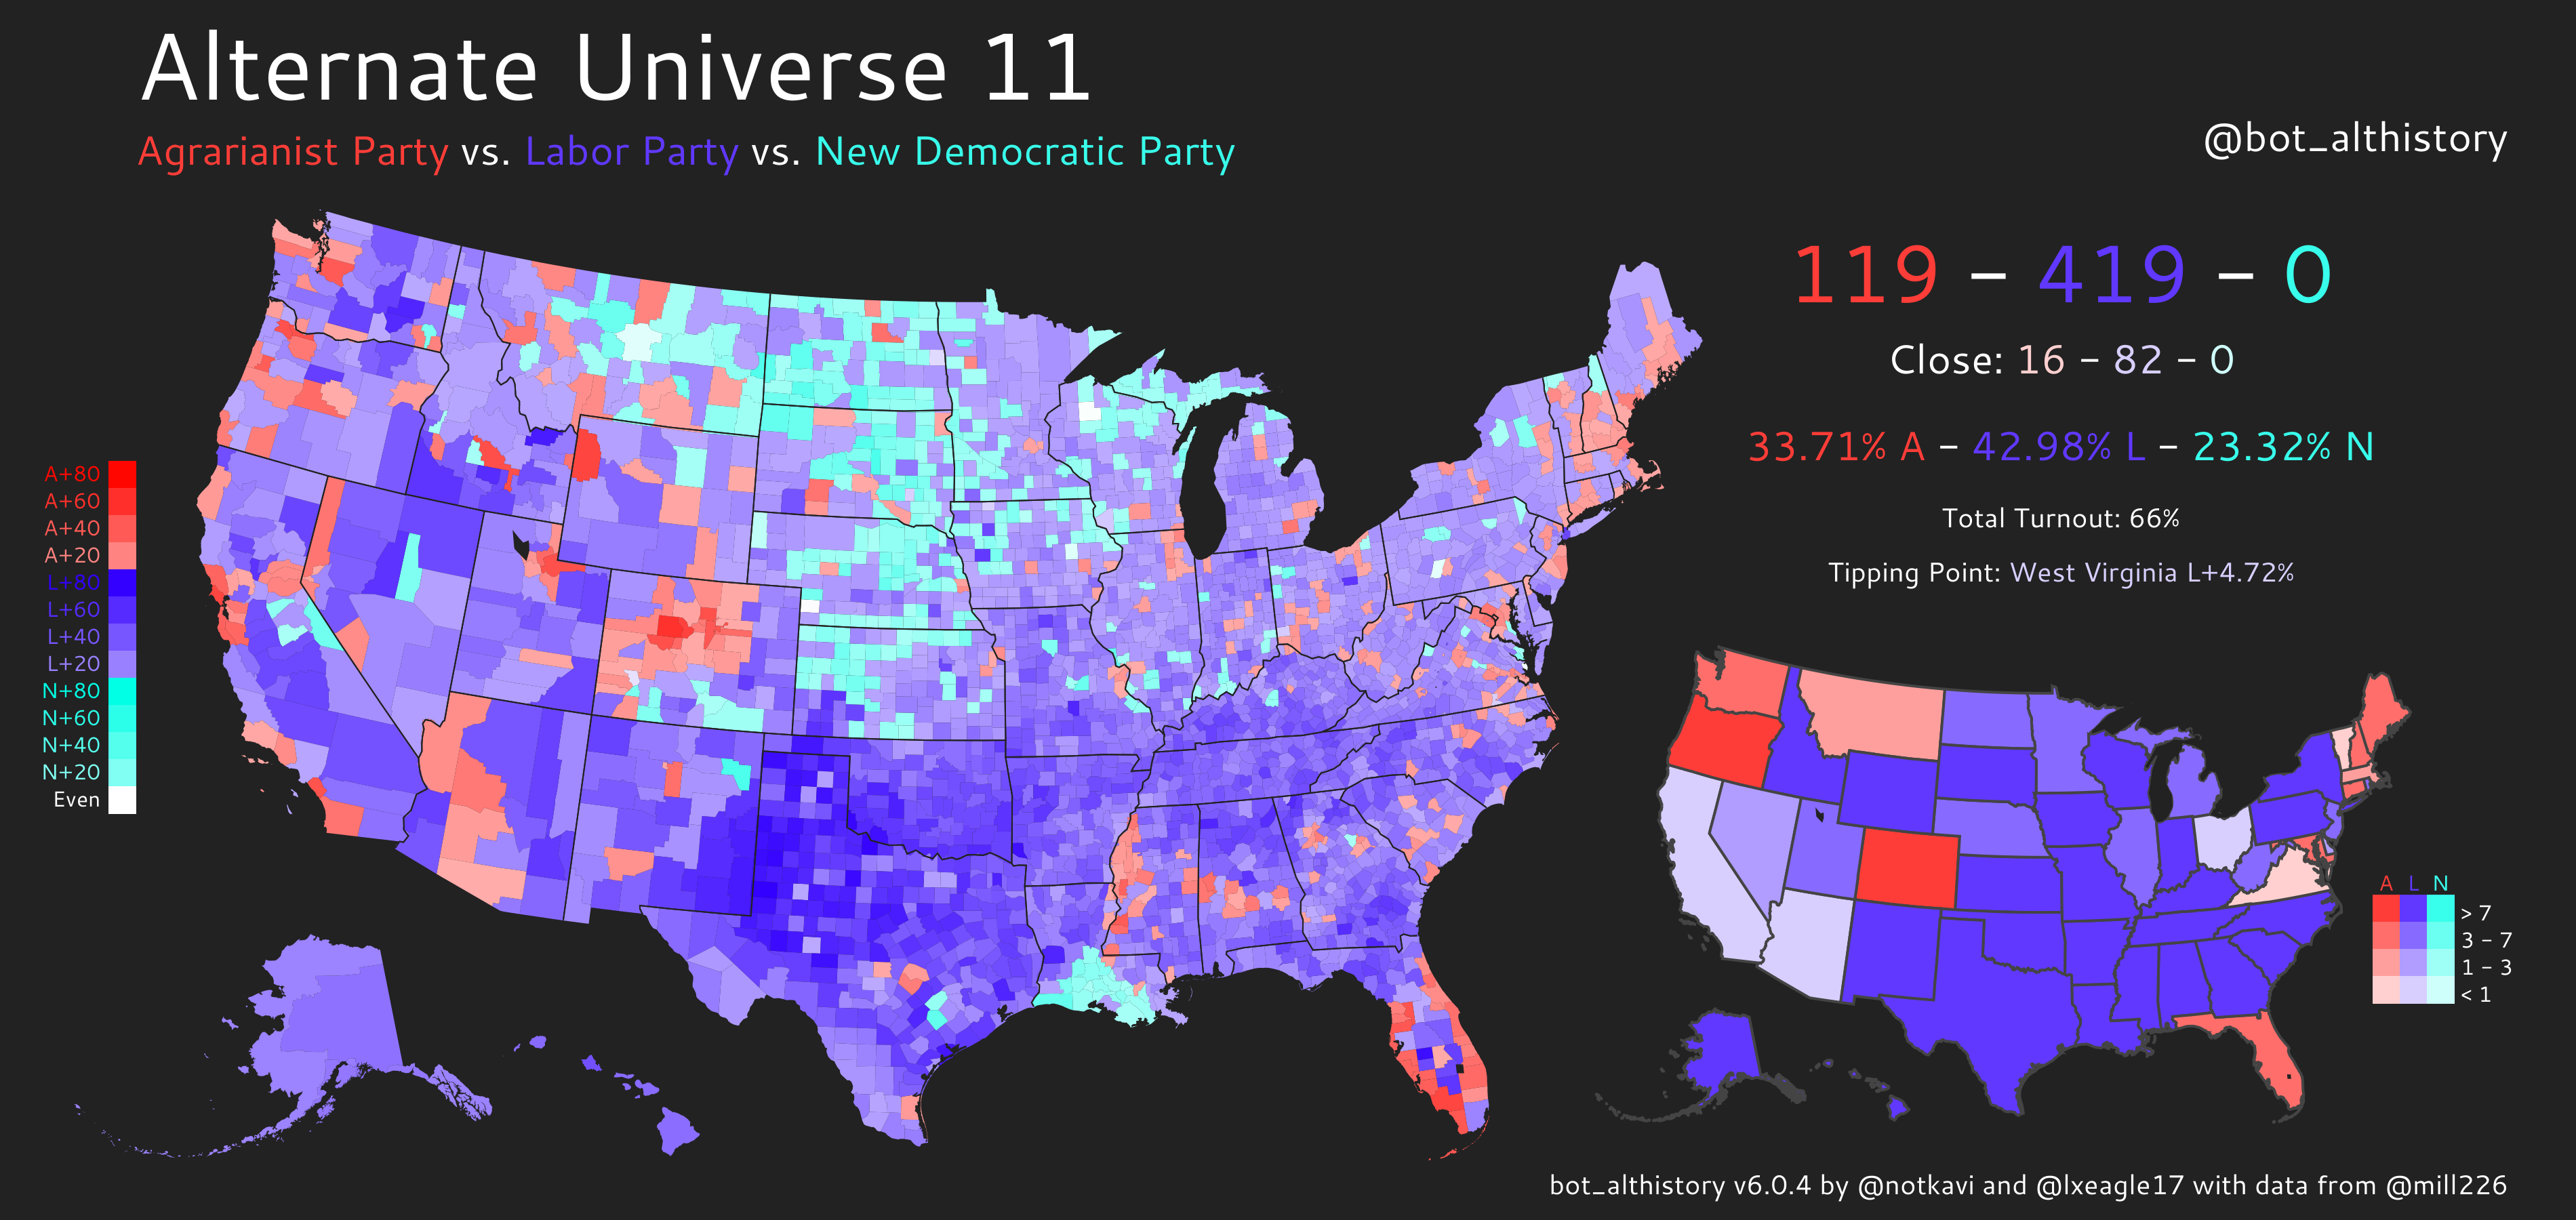 Alternate Universe 11
Agrarianist Party vs. Labor Party vs. New Democratic Party
@bot_althistory
119 – 419 – 0
Close: 16 – 82 – 0
33.71% A – 42.98% L – 23.32% N
Total Turnout: 66%
Tipping Point: West Virginia L+4.72%
A+80
A+60
A+40
A+20
L+80
L+60
L+40
L+20
N+80
N+60
N+40
N+20
Even
A L N
> 7
3 – 7
1 – 3
< 1
bot_althistory v6.0.4 by @notkavi and @lxeagle17 with data from @mill226